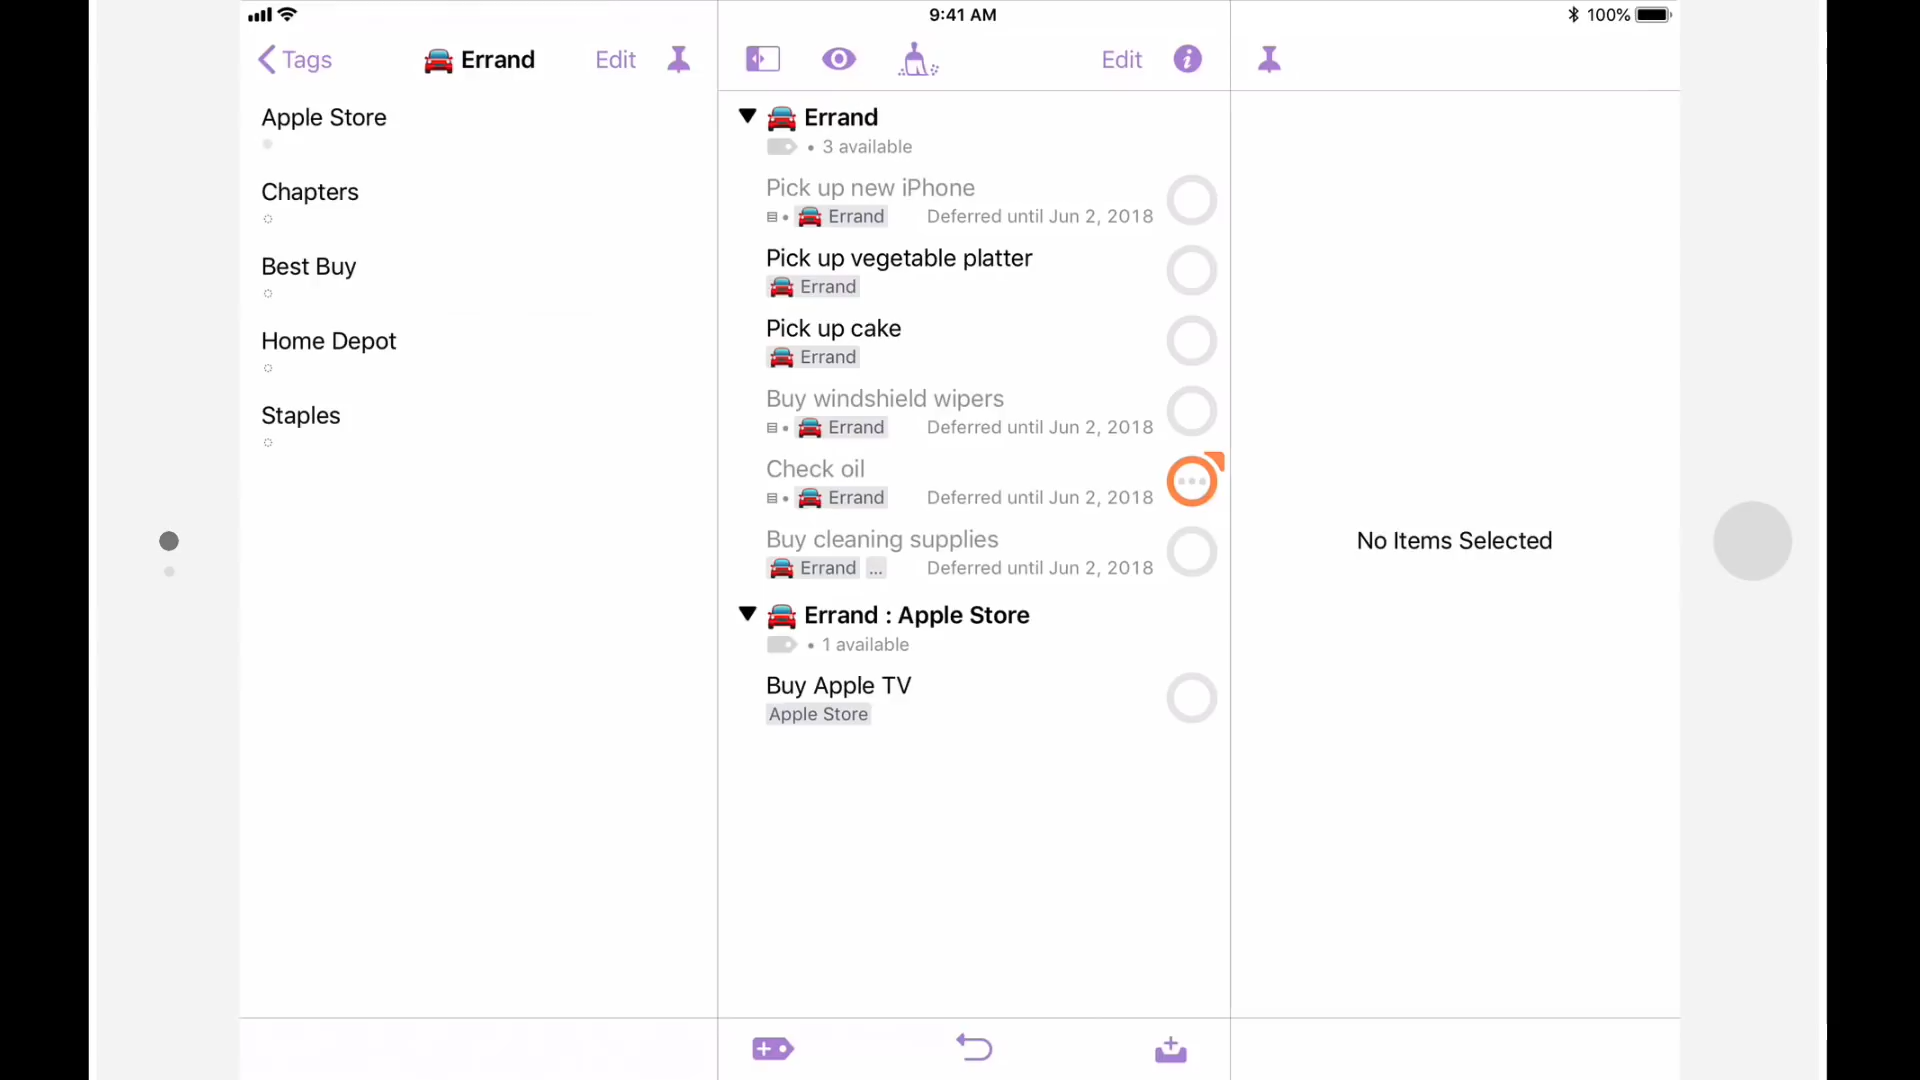 9:41 AM
100%
Tags
Errand
Edit
Apple Store
Chapters
Best Buy
Home Depot
Staples
Edit
Errand
• 3 available
Pick up new iPhone
• Errand Deferred until Jun 2, 2018
Pick up vegetable platter
Errand
Pick up cake
Errand
Buy windshield wipers
• Errand Deferred until Jun 2, 2018
Check oil
• Errand Deferred until Jun 2, 2018
Buy cleaning supplies
Errand ... Deferred until Jun 2, 2018
Errand : Apple Store
• 1 available
Buy Apple TV
Apple Store
No Items Selected